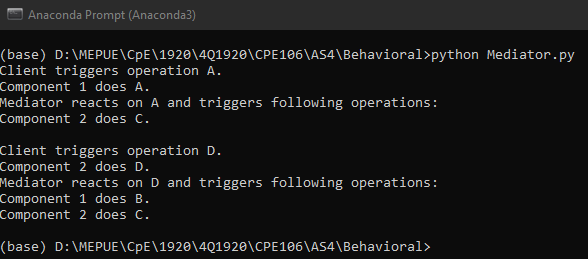 Anaconda Prompt (Anaconda3)
(base) D:\MEPUE\CpE\1920\4Q1920\CPE106\AS4\Behavioral>python Mediator.py
Client triggers operation A.
Component 1 does A.
Mediator reacts on A and triggers following operations:
Component 2 does C.
Client triggers operation D.
Component 2 does D.
Mediator reacts on D and triggers following operations:
Component 1 does B.
Component 2 does C.
(base) D:\MEPUE\CpE\1920\4Q1920\CPE106\AS4\Behavioral>